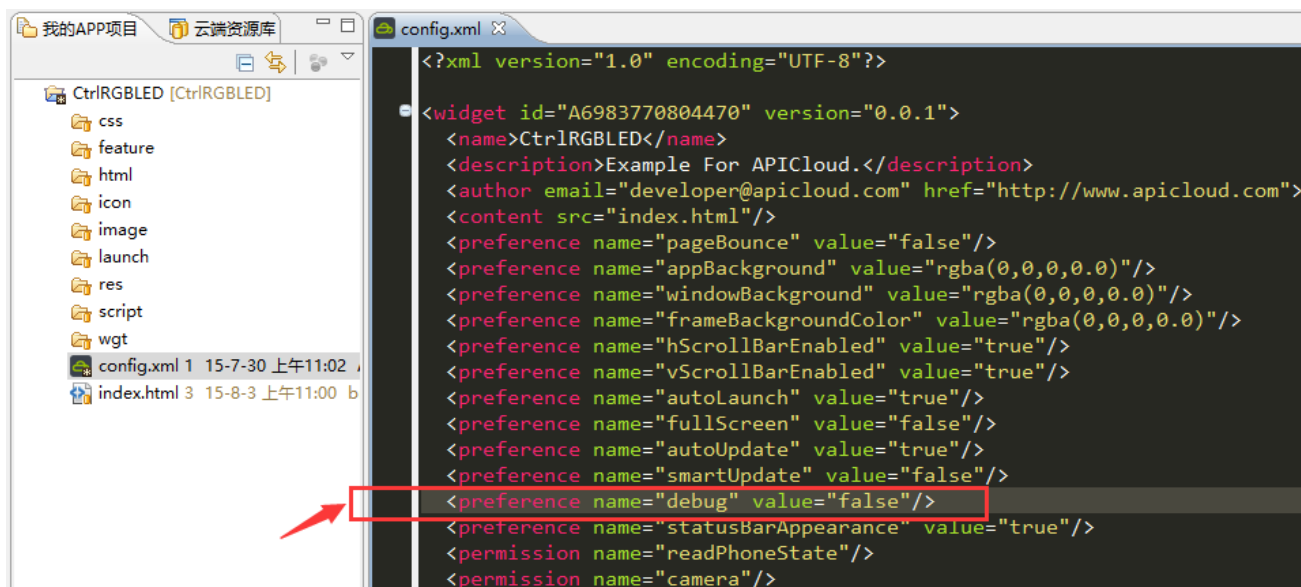 我的APP项目
云端资源库
config.xml
CtrlRGBLED [CtrlRGBLED]
css
feature
html
icon
image
launch
res
script
wgt
config.xml 1 15-7-30 上午11:02
index.html 3 15-8-3 上午11:00 b
<?xml version="1.0" encoding="UTF-8"?>
<widget id="A6983770804470" version="0.0.1">
<name>CtrlRGBLED</name>
<description>Example For APICloud.</description>
<author email="developer@apicloud.com" href="http://www.apicloud.com">
<content src="index.html"/>
<preference name="pageBounce" value="false"/>
<preference name="appBackground" value="rgba(0,0,0,0.0)"/>
<preference name="windowBackground" value="rgba(0,0,0,0.0)"/>
<preference name="frameBackgroundColor" value="rgba(0,0,0,0.0)"/>
<preference name="hScrollBarEnabled" value="true"/>
<preference name="vScrollBarEnabled" value="true"/>
<preference name="autoLaunch" value="true"/>
<preference name="fullScreen" value="false"/>
<preference name="autoUpdate" value="true"/>
<preference name="smartUpdate" value="false"/>
<preference name="debug" value="false"/>
<preference name="statusBarAppearance" value="true"/>
<permission name="readPhoneState"/>
<permission name="camera"/>